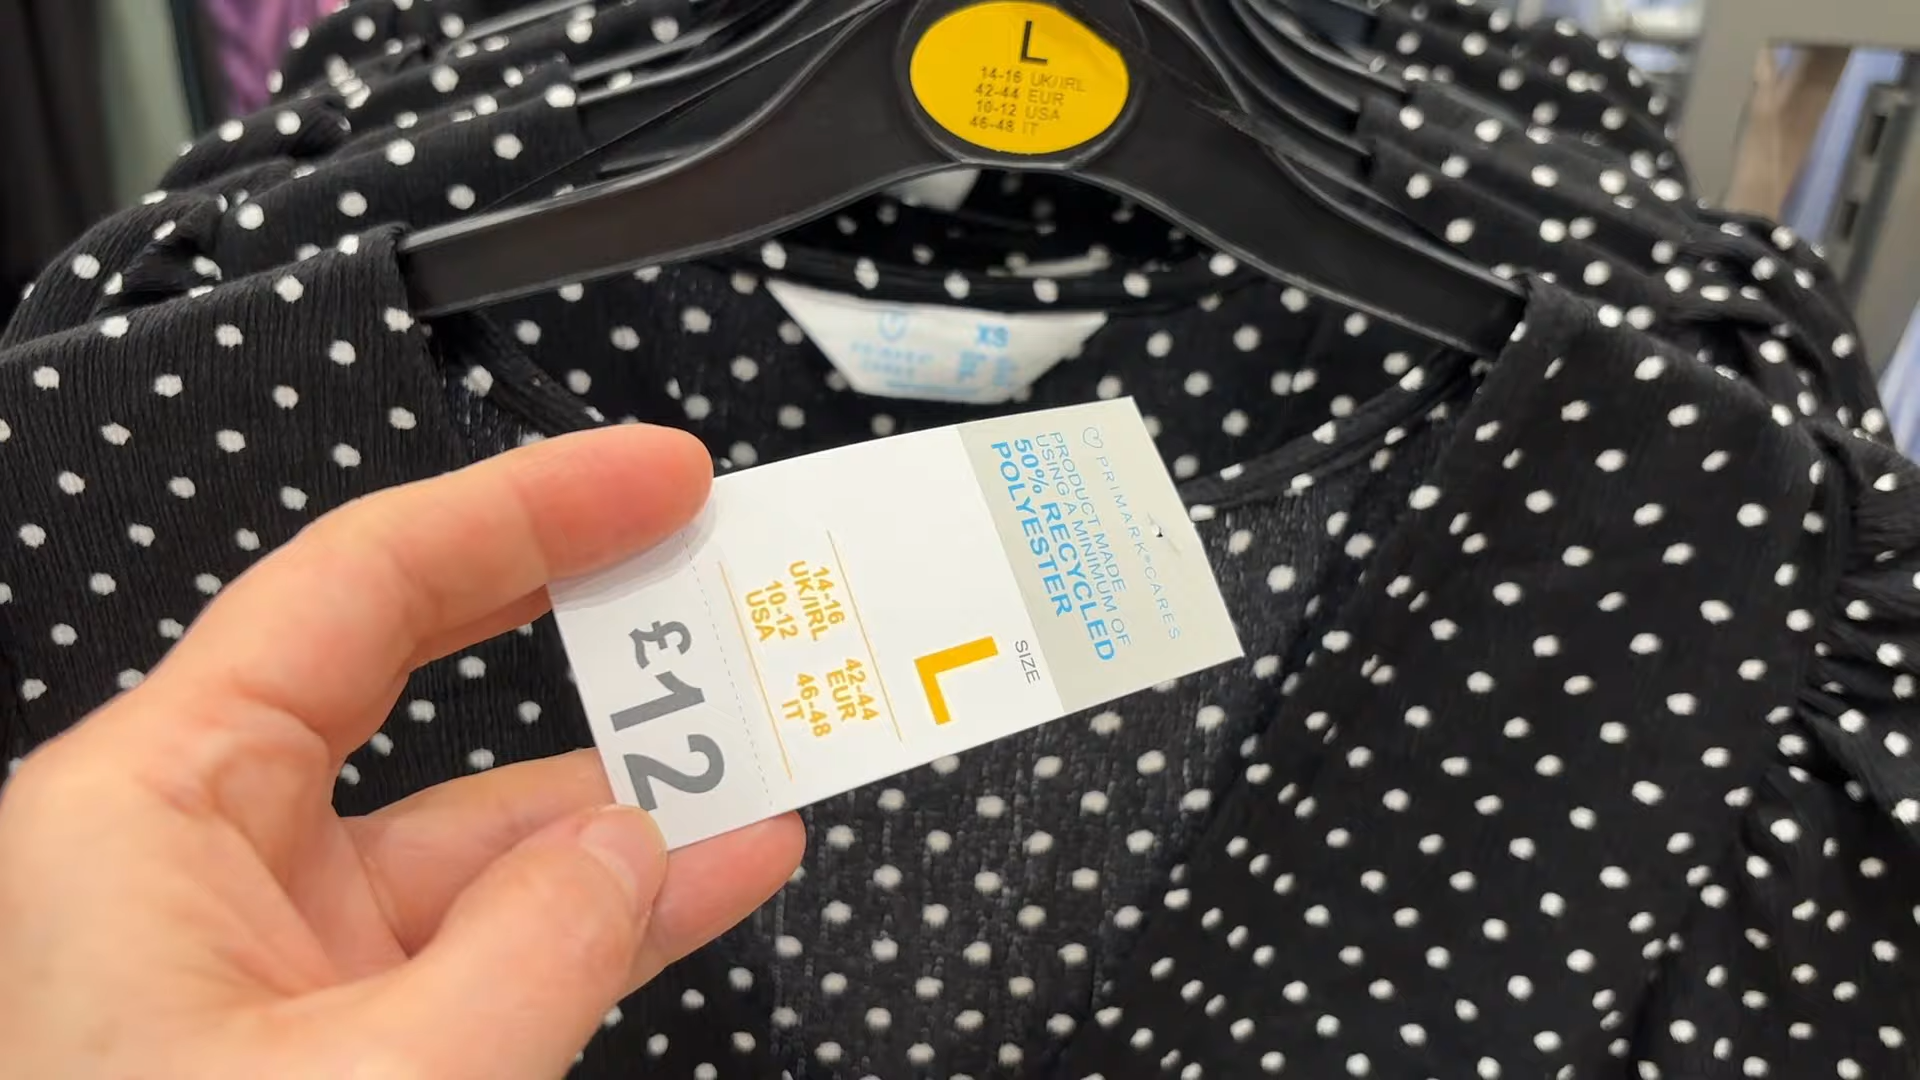 L
14-16 UK/IRL
42-44 EUR
10-12 USA
46-48 IT
XS
PRIMARK®CARES
PRODUCT MADE
USING A MINIMUM OF
50% RECYCLED
POLYESTER
SIZE
L
14-16
UK/IRL
42-44
EUR
10-12
USA
46-48
IT
£12